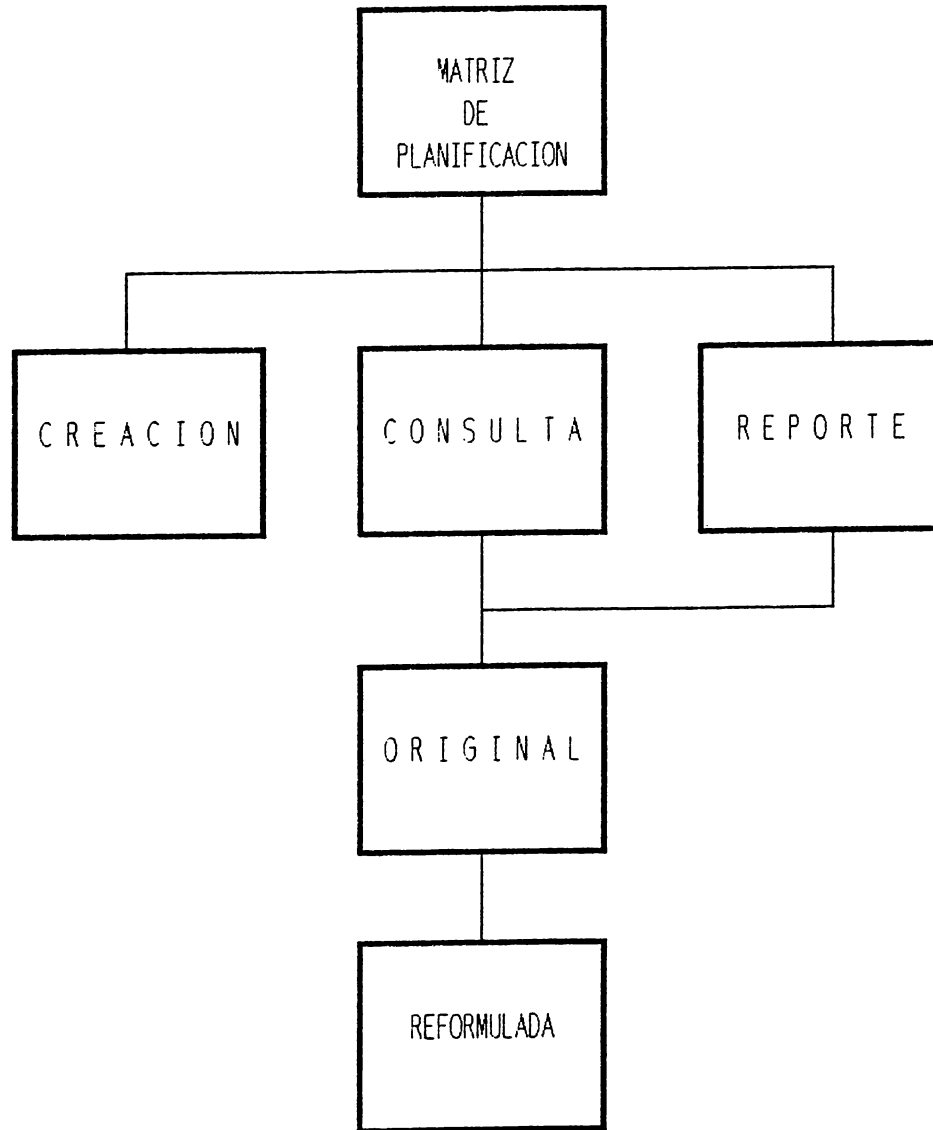 MATRIZ
DE
PLANIFICACION
CREACION
CONSULTA
REPORTE
ORIGINAL
REFORMULADA